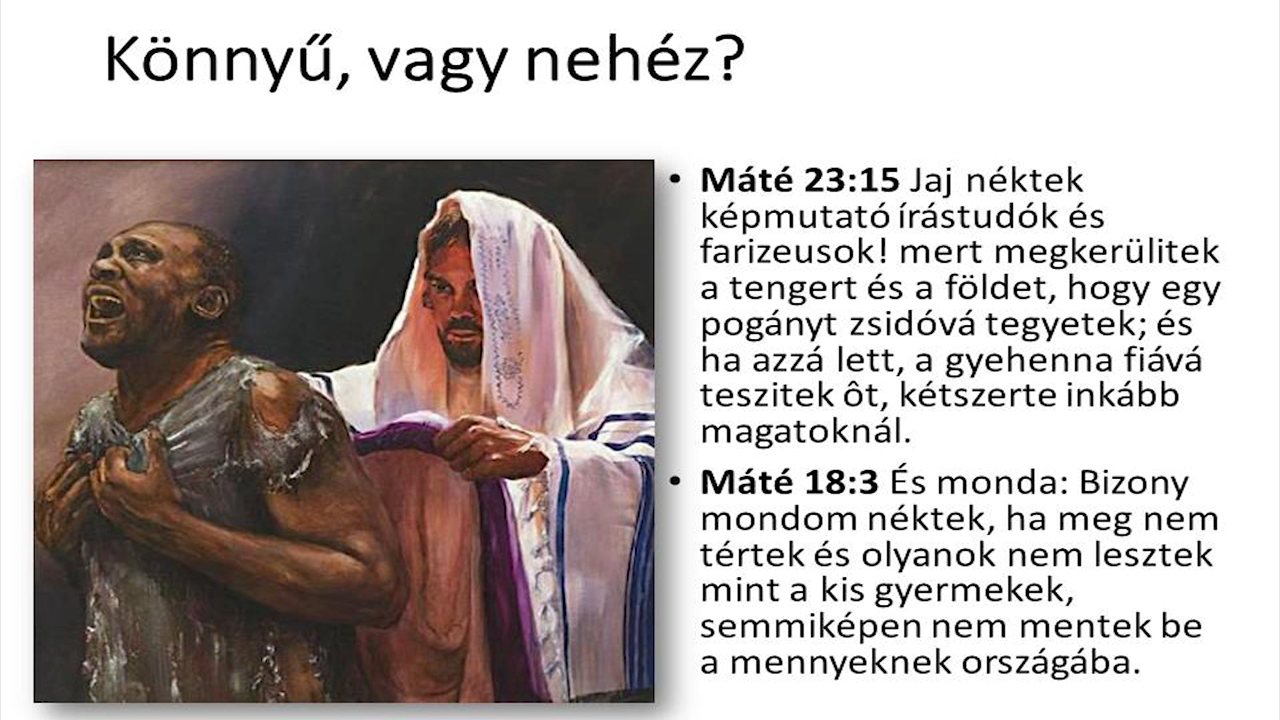 Könnyű, vagy nehéz?
• Máté 23:15 Jaj néktek
képmutató írástudók és
farizeusok! mert megkerülitek
a tengert és a földet, hogy egy
pogányt zsidóvá tegyetek; és
ha azzá lett, a gyehenna fiává
teszitek ôt, kétszerte inkább
magatoknál.
• Máté 18:3 És monda: Bizony
mondom néktek, ha meg nem
tértek és olyanok nem lesztek
mint a kis gyermekek,
semmiképen nem mentek be
a mennyeknek országába.